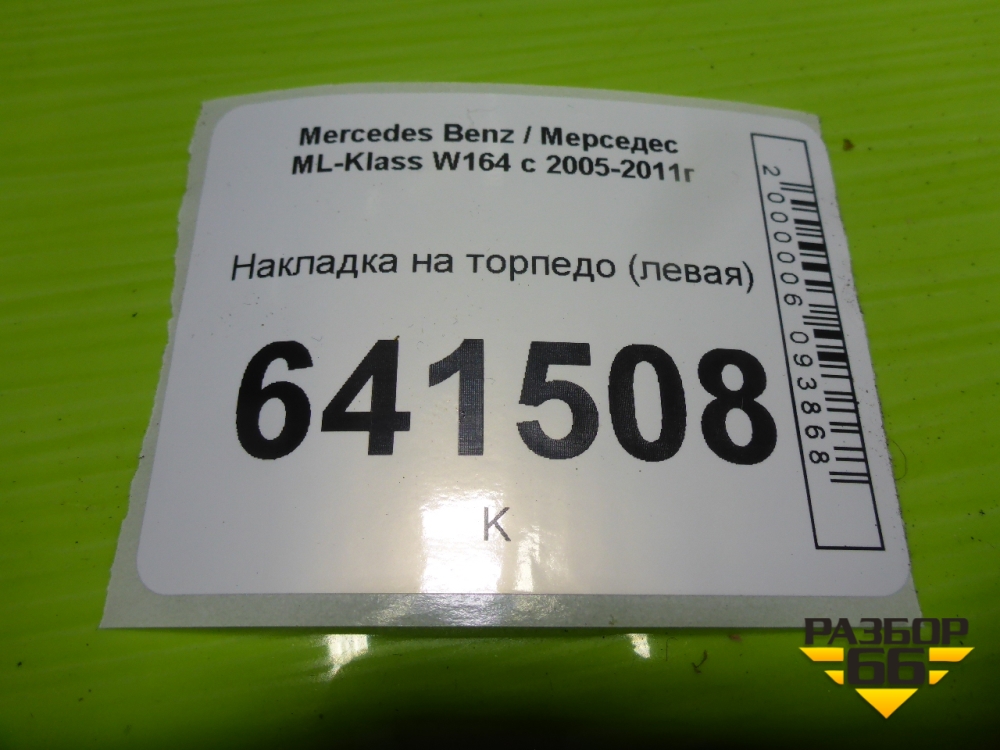 Mercedes Benz / Мерседес
ML-Klass W164 с 2005-2011г
Накладка на торпедо (левая)
641508
К
2000006093868
РАЗБОР
66